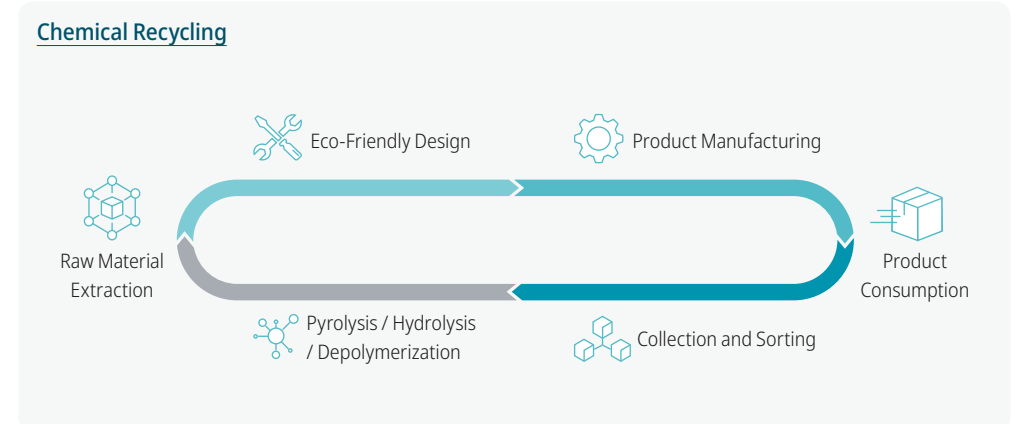 Chemical Recycling
Eco-Friendly Design
Product Manufacturing
Raw Material
Extraction
Product
Consumption
Pyrolysis / Hydrolysis
/ Depolymerization
Collection and Sorting